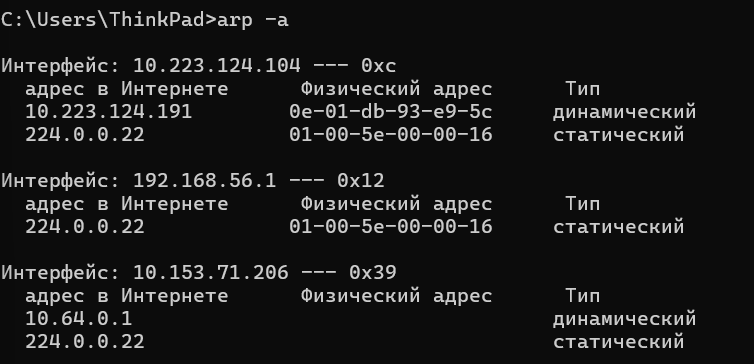 C:\Users\ThinkPad>arp -a
Интерфейс: 10.223.124.104 --- 0xc
адрес в Интернете Физический адрес Тип
10.223.124.191 0e-01-db-93-e9-5c динамический
224.0.0.22 01-00-5e-00-00-16 статический
Интерфейс: 192.168.56.1 --- 0x12
адрес в Интернете Физический адрес Тип
224.0.0.22 01-00-5e-00-00-16 статический
Интерфейс: 10.153.71.206 --- 0x39
адрес в Интернете Физический адрес Тип
10.64.0.1 динамический
224.0.0.22 статический